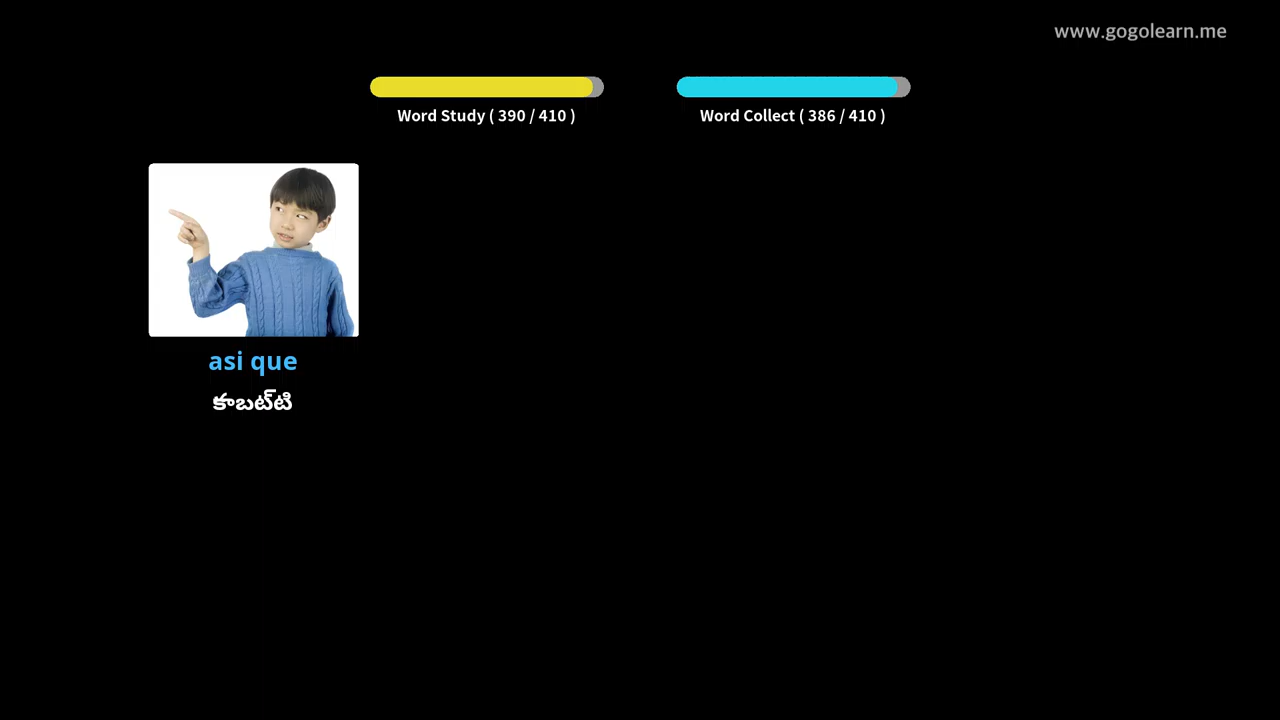 www.gogolearn.me
Word Study ( 390 / 410 )
Word Collect ( 386 / 410 )
asi que
కాబట్‌టి